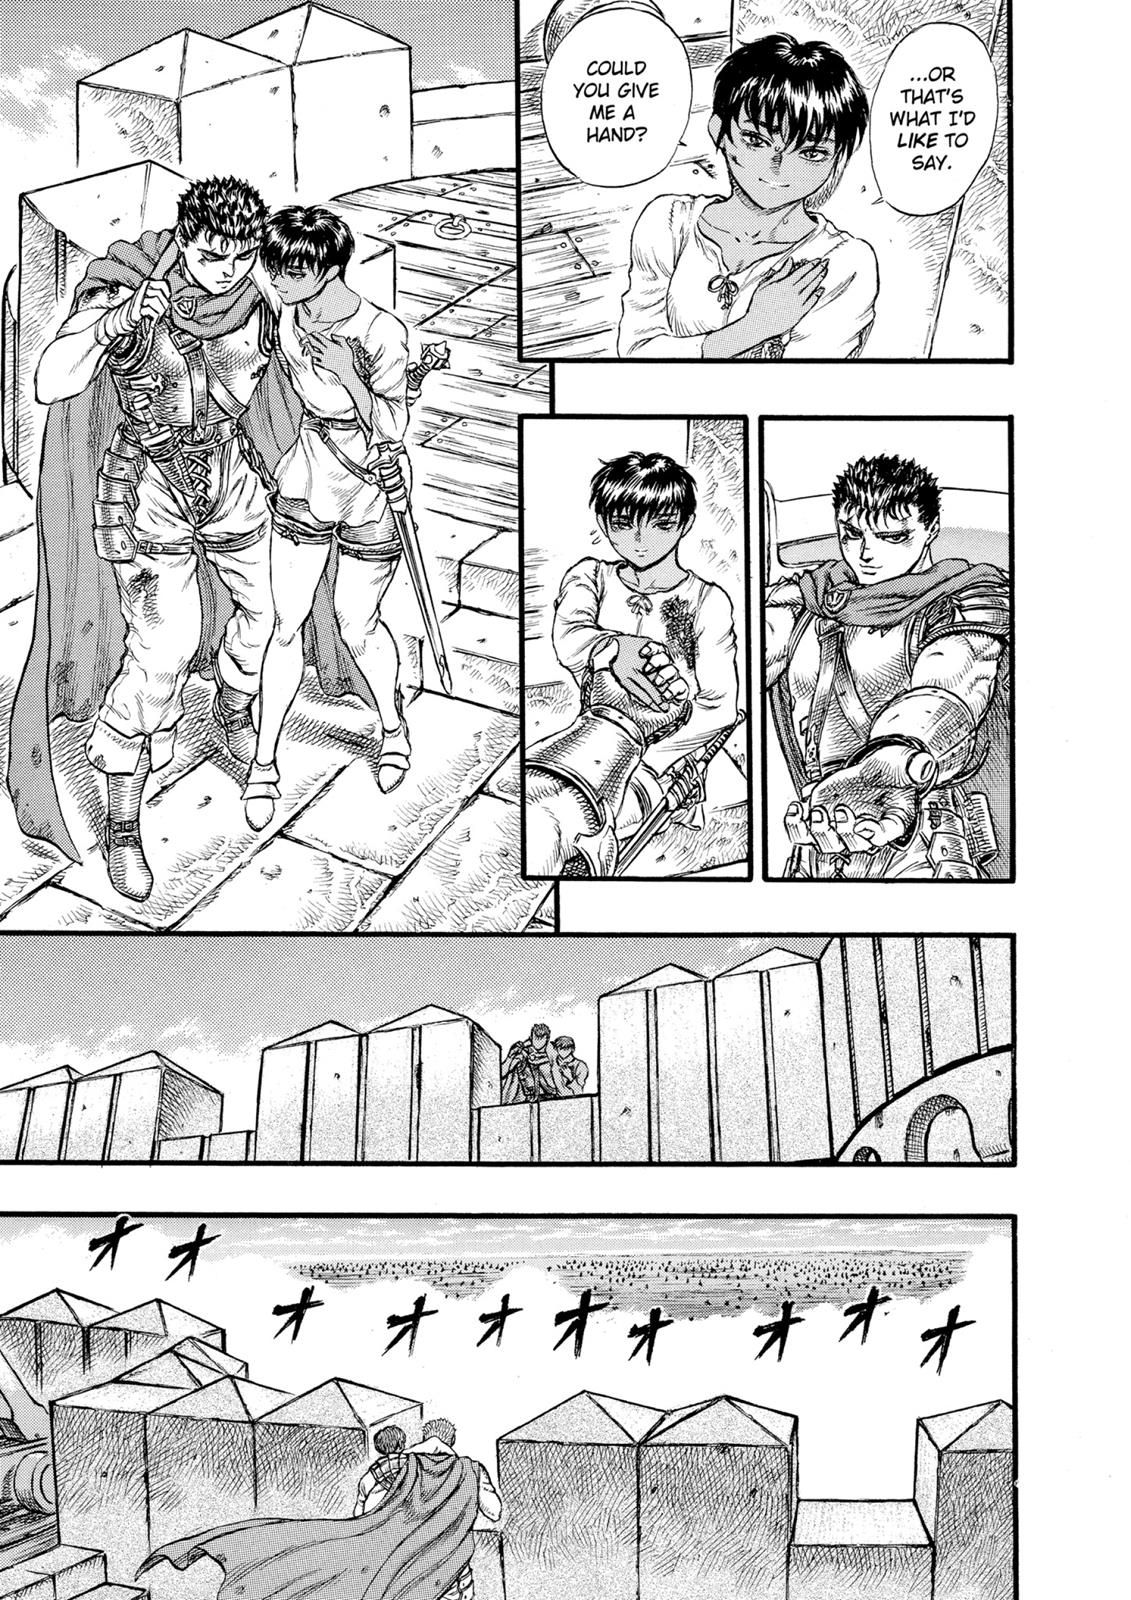 ...OR
THAT'S
WHAT I'D
LIKE TO
SAY.
COULD
YOU GIVE
ME A
HAND?
オ オ オ オ オ オ オ オ オ オ